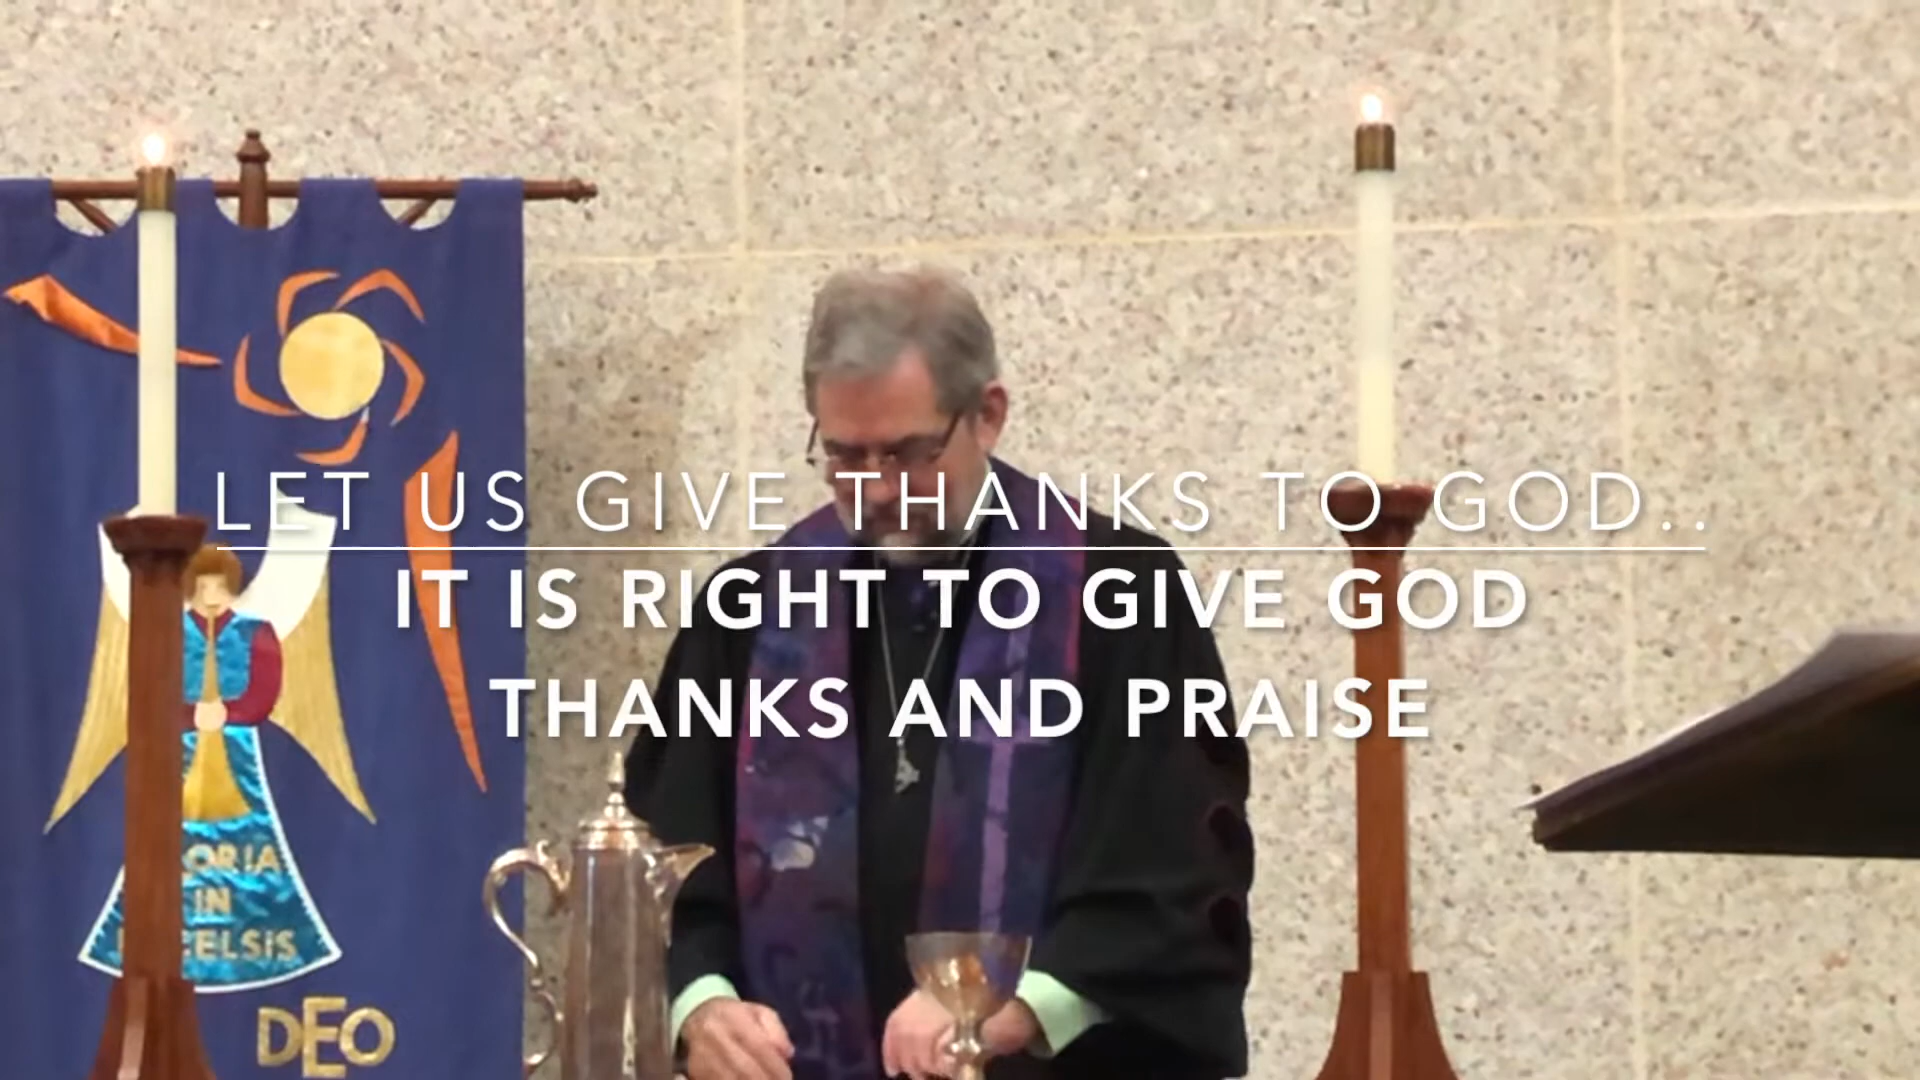 LET US GIVE THANKS TO GOD..
IT IS RIGHT TO GIVE GOD
THANKS AND PRAISE
ORIA
IN
CELSIS
DEO